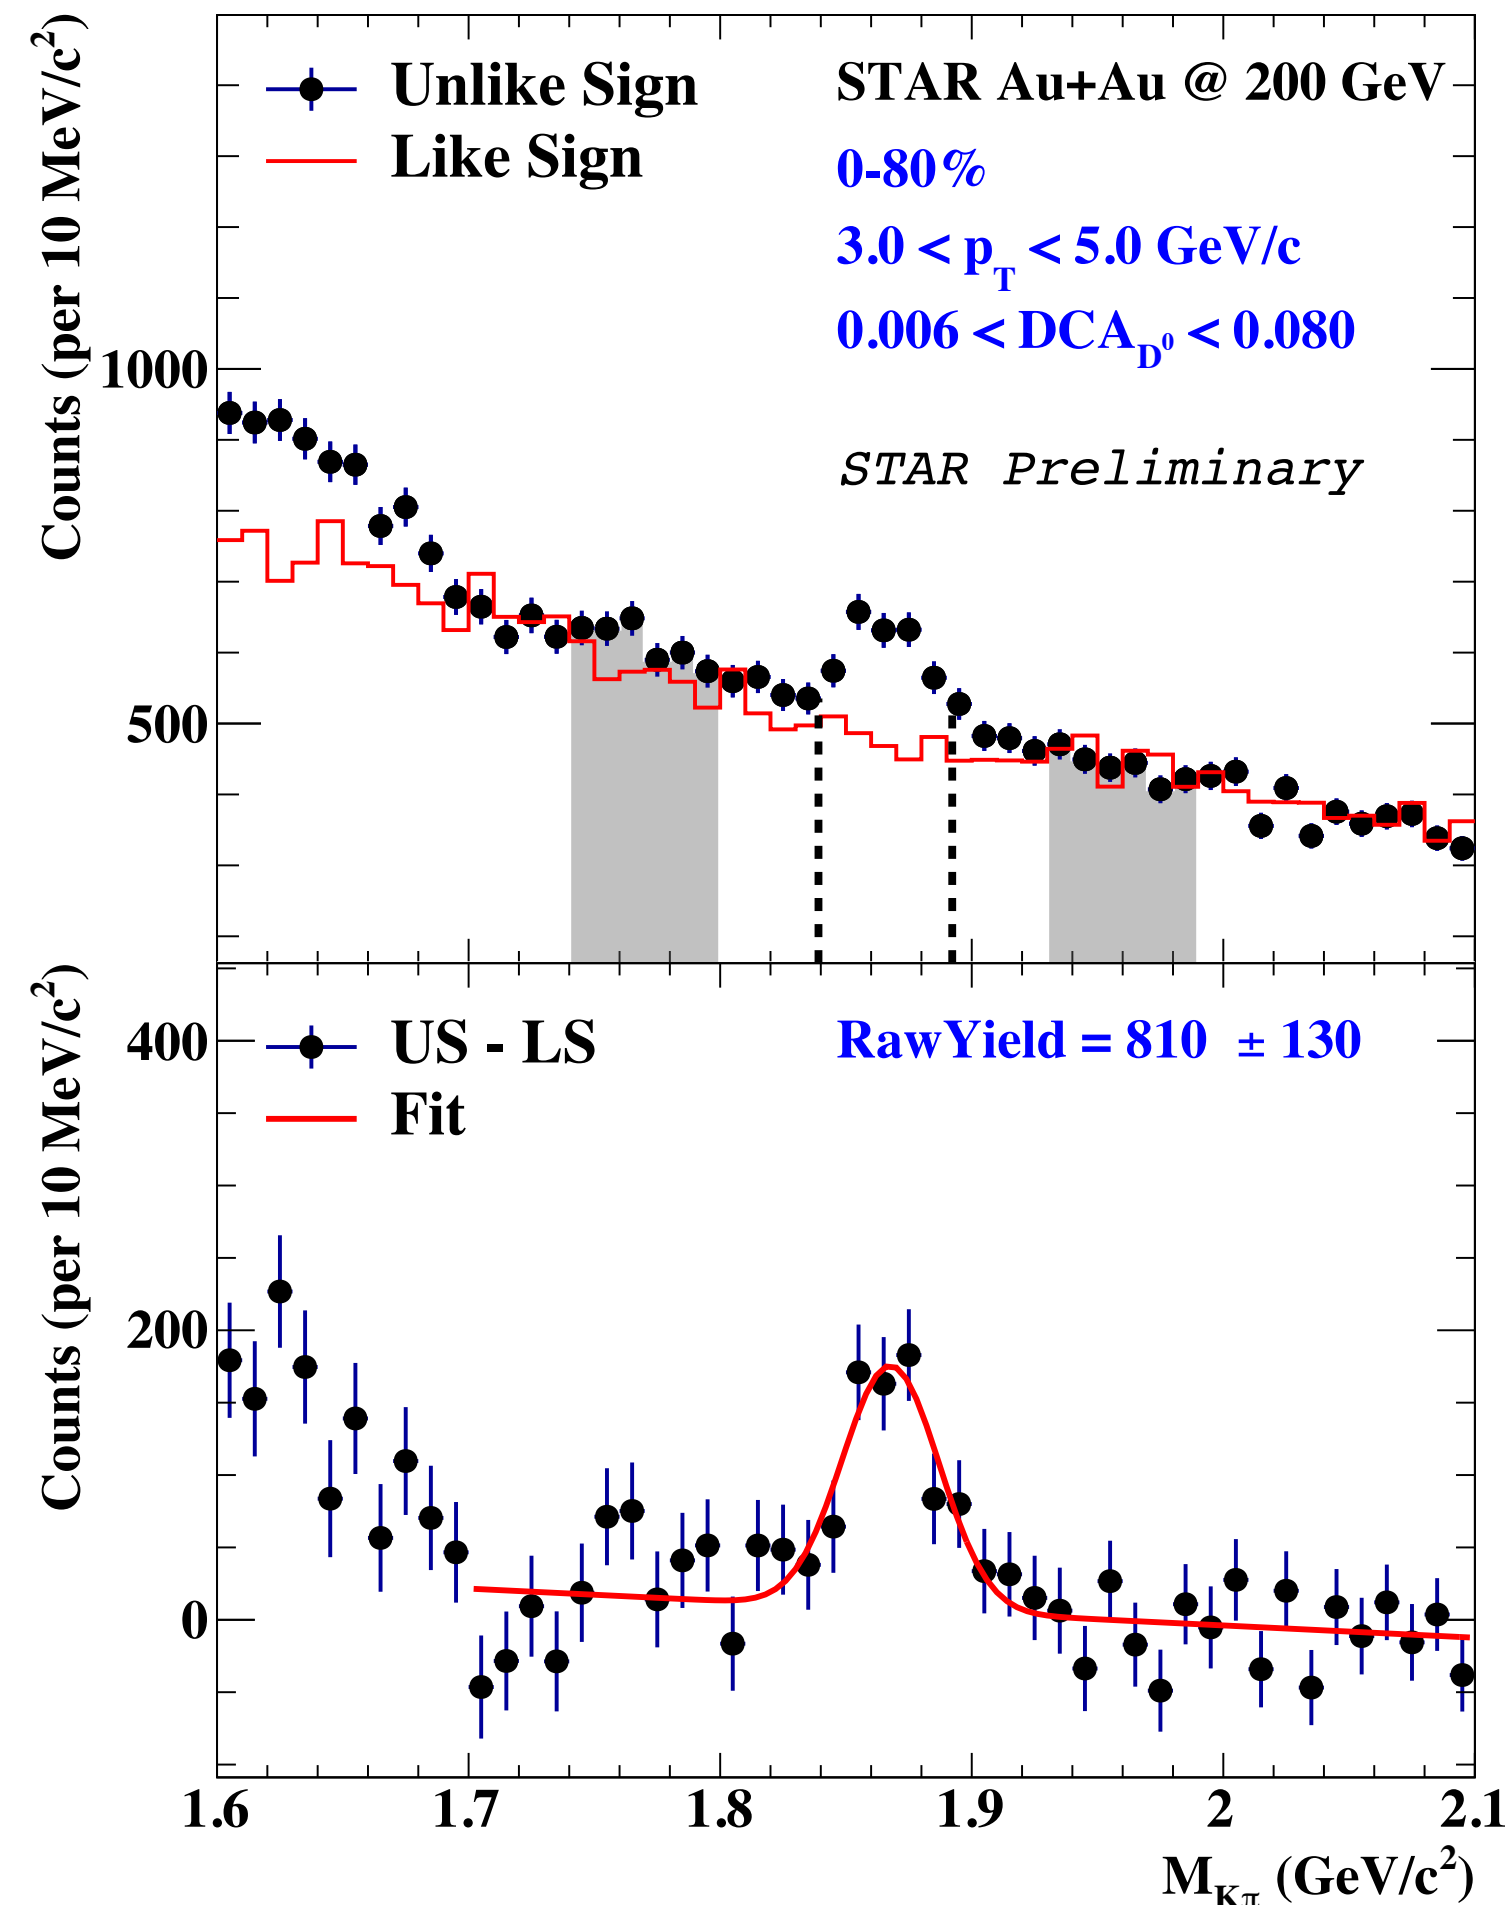 Counts (per 10 MeV/c²)
Unlike Sign
Like Sign
STAR Au+Au @ 200 GeV
0-80%
3.0 < p_T < 5.0 GeV/c
0.006 < DCA_D⁰ < 0.080
STAR Preliminary
1000
500
Counts (per 10 MeV/c²)
US - LS
Fit
RawYield = 810 ± 130
400
200
0
1.6 1.7 1.8 1.9 2 2.1
M_Kπ (GeV/c²)